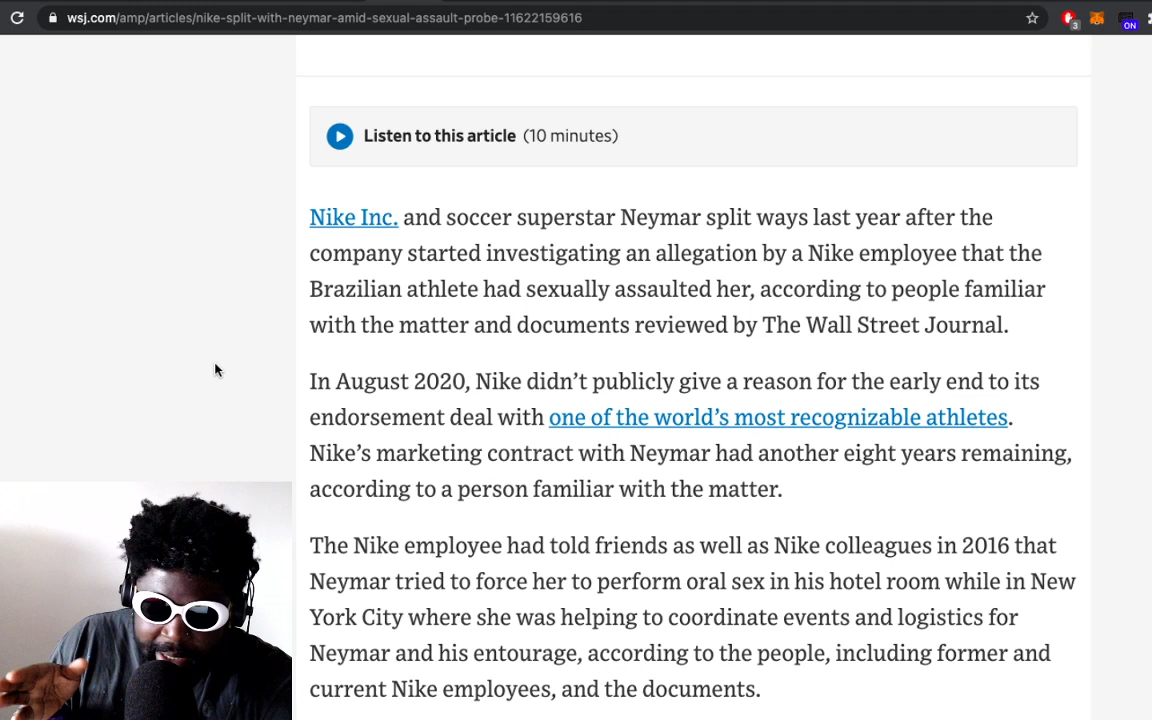 wsj.com/amp/articles/nike-split-with-neymar-amid-sexual-assault-probe-11622159616
3
ON
Listen to this article (10 minutes)
Nike Inc. and soccer superstar Neymar split ways last year after the
company started investigating an allegation by a Nike employee that the
Brazilian athlete had sexually assaulted her, according to people familiar
with the matter and documents reviewed by The Wall Street Journal.
In August 2020, Nike didn’t publicly give a reason for the early end to its
endorsement deal with one of the world’s most recognizable athletes.
Nike’s marketing contract with Neymar had another eight years remaining,
according to a person familiar with the matter.
The Nike employee had told friends as well as Nike colleagues in 2016 that
Neymar tried to force her to perform oral sex in his hotel room while in New
York City where she was helping to coordinate events and logistics for
Neymar and his entourage, according to the people, including former and
current Nike employees, and the documents.